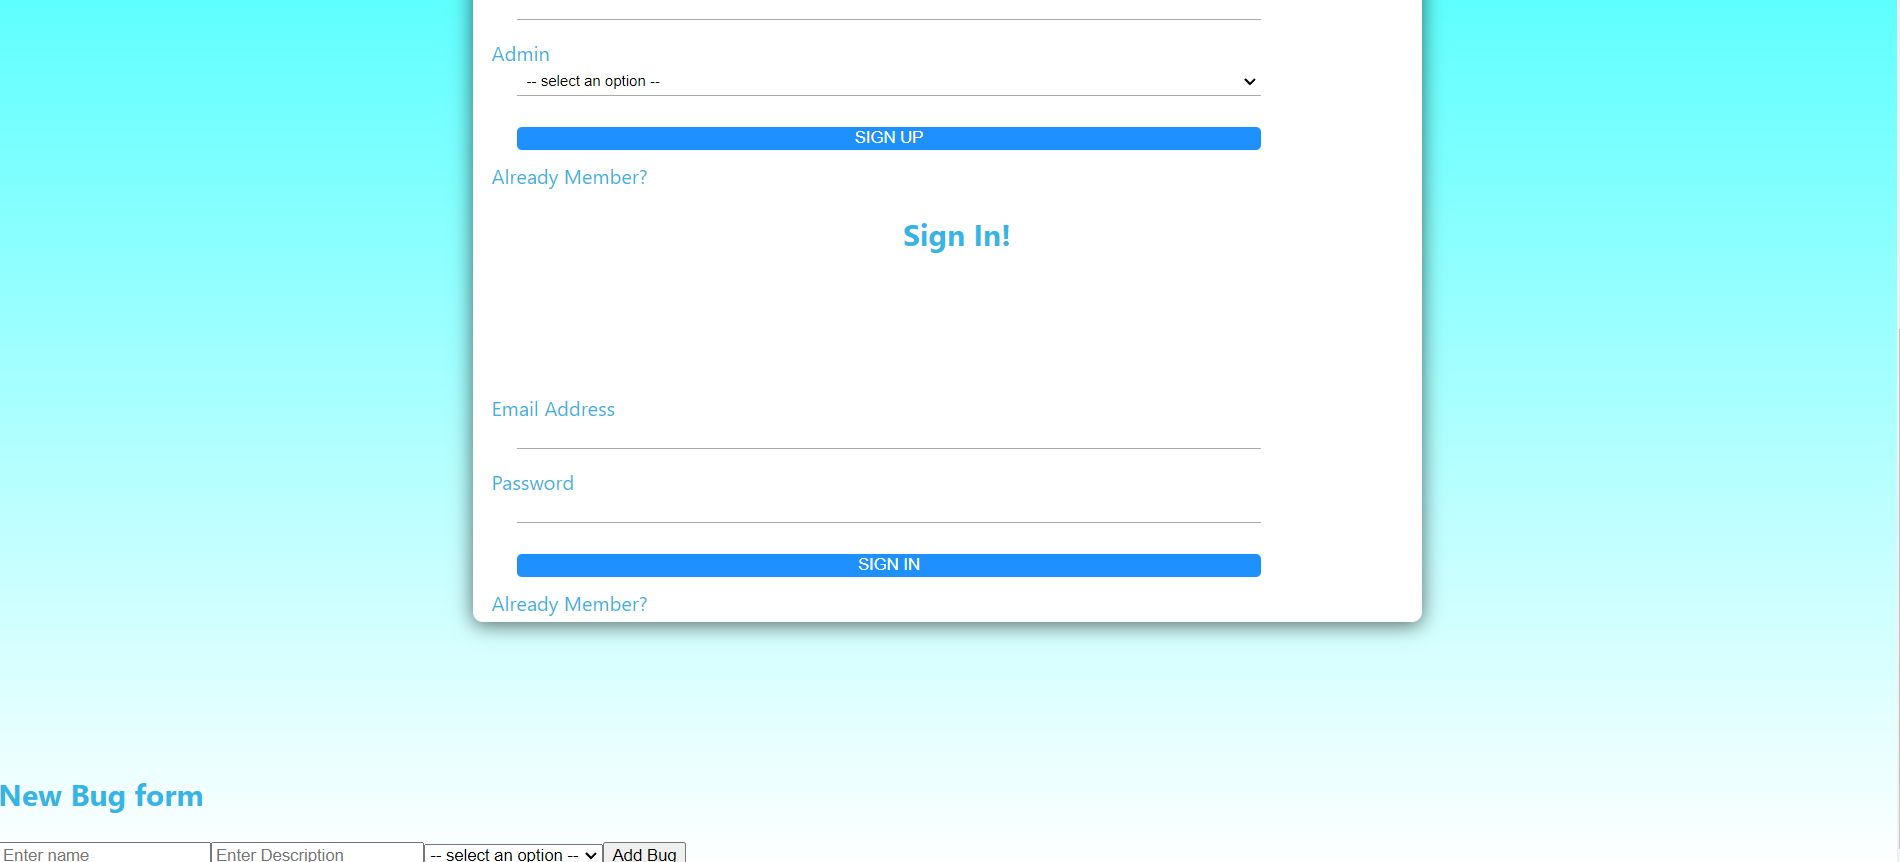 Admin
-- select an option --
SIGN UP
Already Member?
Sign In!
Email Address
Password
SIGN IN
Already Member?
New Bug form
Enter name Enter Description -- select an option -- Add Bug